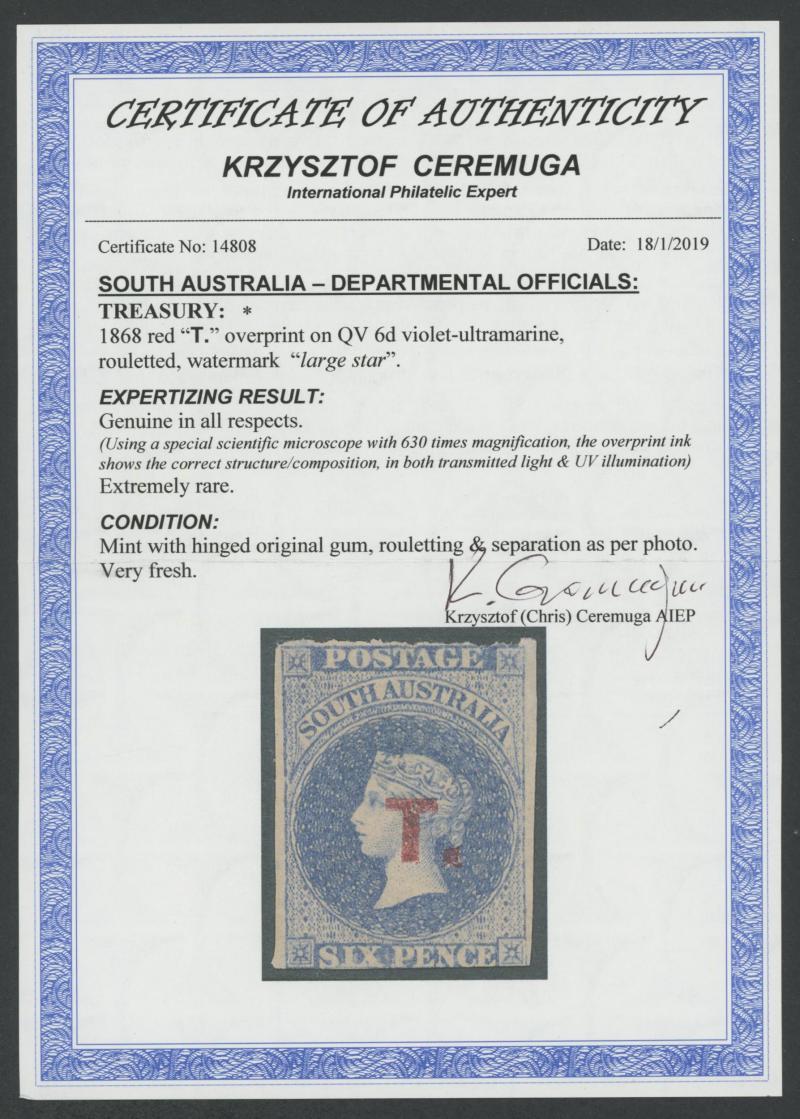 CERTIFICATE OF AUTHENTICITY
KRZYSZTOF CEREMUGA
International Philatelic Expert
Certificate No: 14808 Date: 18/1/2019
SOUTH AUSTRALIA – DEPARTMENTAL OFFICIALS:
TREASURY: *
1868 red “T.” overprint on QV 6d violet-ultramarine,
rouletted, watermark “large star”.
EXPERTIZING RESULT:
Genuine in all respects.
(Using a special scientific microscope with 630 times magnification, the overprint ink
shows the correct structure/composition, in both transmitted light & UV illumination)
Extremely rare.
CONDITION:
Mint with hinged original gum, rouletting & separation as per photo.
Very fresh.
K. Ceremuga
Krzysztof (Chris) Ceremuga AIEP
POSTAGE
SOUTH AUSTRALIA
T.
SIX PENCE